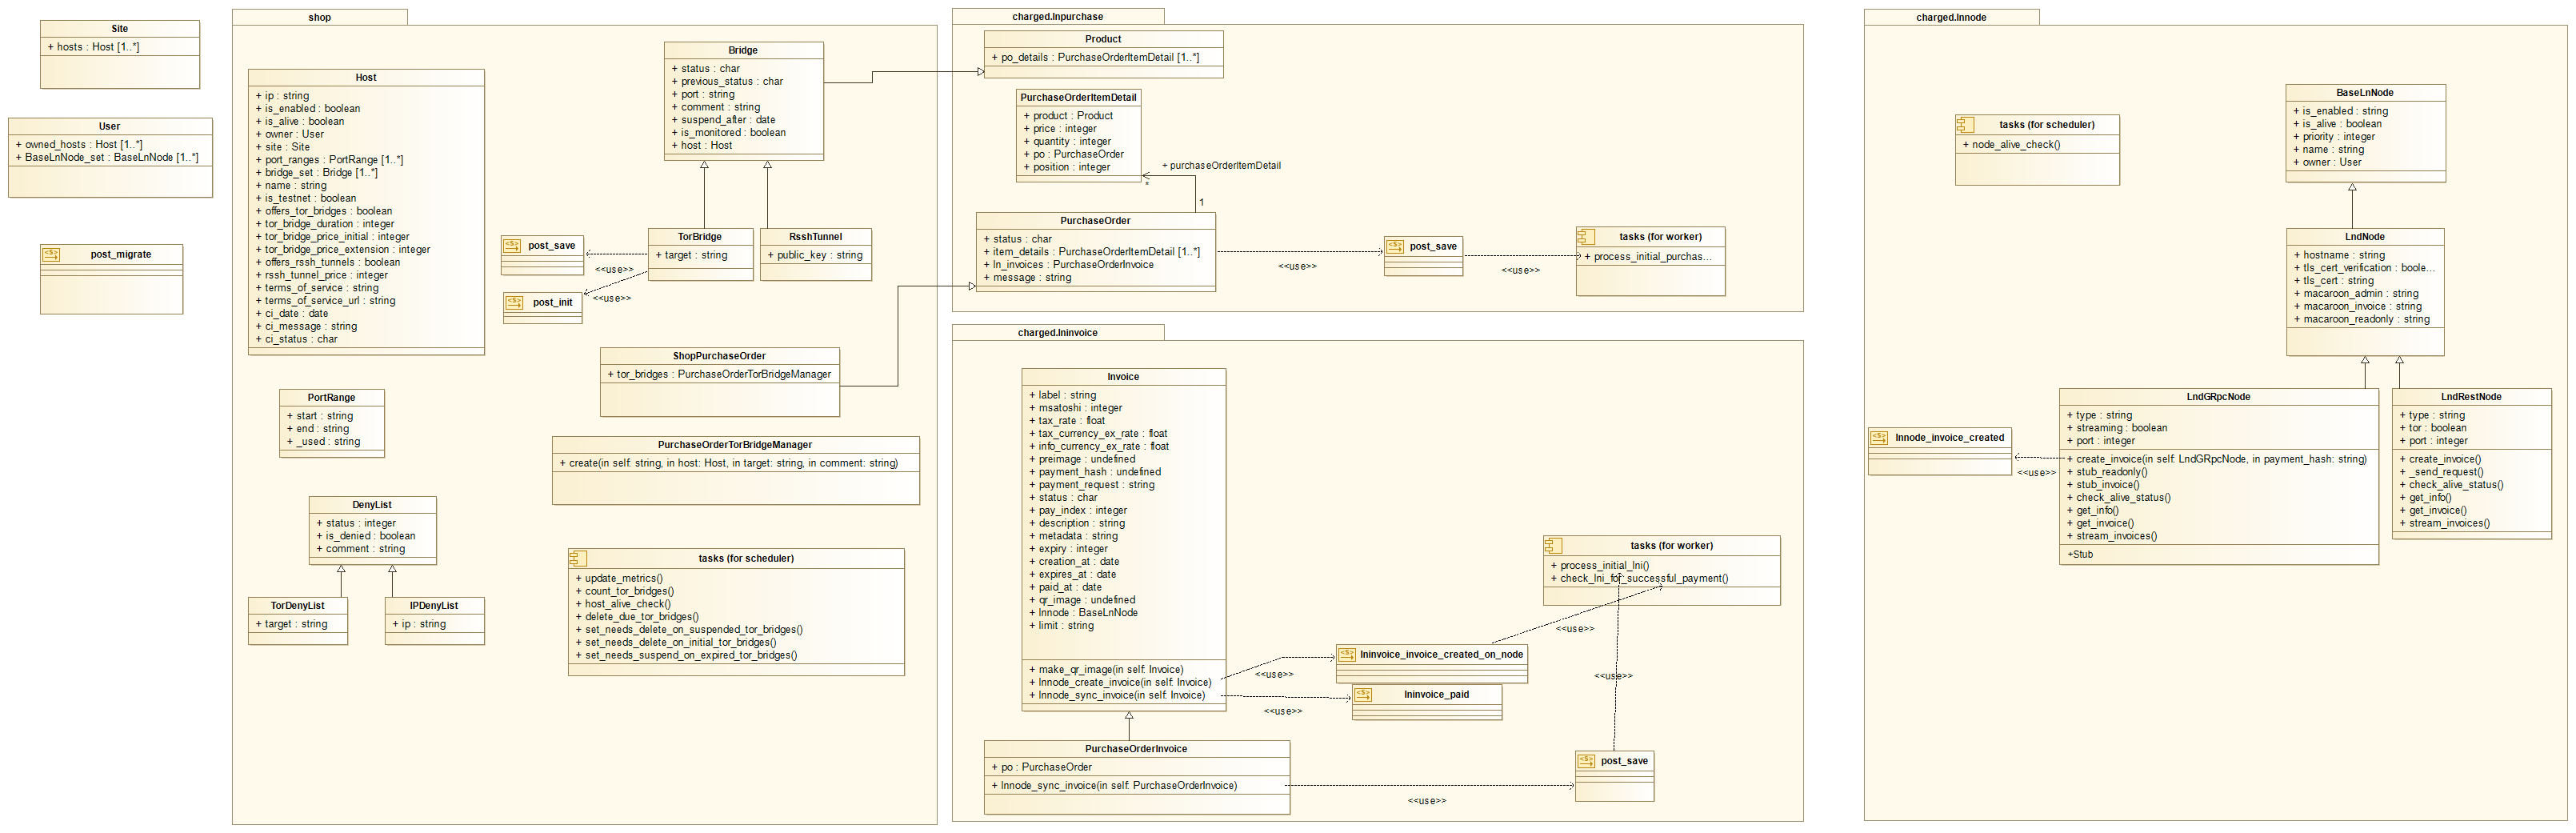 Site
+ hosts : Host [1..*]
User
+ owned_hosts : Host [1..*]
+ BaseLnNode_set : BaseLnNode [1..*]
<S>
post_migrate
shop
Host
+ ip : string
+ is_enabled : boolean
+ is_alive : boolean
+ owner : User
+ site : Site
+ port_ranges : PortRange [1..*]
+ bridge_set : Bridge [1..*]
+ name : string
+ is_testnet : boolean
+ offers_tor_bridges : boolean
+ tor_bridge_duration : integer
+ tor_bridge_price_initial : integer
+ tor_bridge_price_extension : integer
+ offers_rssh_tunnels : boolean
+ rssh_tunnel_price : integer
+ terms_of_service : string
+ terms_of_service_url : string
+ ci_date : date
+ ci_message : string
+ ci_status : char
Bridge
+ status : char
+ previous_status : char
+ port : string
+ comment : string
+ suspend_after : date
+ is_monitored : boolean
+ host : Host
TorBridge
+ target : string
RsshTunnel
+ public_key : string
<S>
post_save
<<use>>
<S>
post_init
<<use>>
ShopPurchaseOrder
+ tor_bridges : PurchaseOrderTorBridgeManager
PortRange
+ start : string
+ end : string
+ _used : string
PurchaseOrderTorBridgeManager
+ create(in self: string, in host: Host, in target: string, in comment: string)
DenyList
+ status : integer
+ is_denied : boolean
+ comment : string
TorDenyList
+ target : string
IPDenyList
+ ip : string
tasks (for scheduler)
+ update_metrics()
+ count_tor_bridges()
+ host_alive_check()
+ delete_due_tor_bridges()
+ set_needs_delete_on_suspended_tor_bridges()
+ set_needs_delete_on_initial_tor_bridges()
+ set_needs_suspend_on_expired_tor_bridges()
charged.lnpurchase
Product
+ po_details : PurchaseOrderItemDetail [1..*]
PurchaseOrderItemDetail
+ product : Product
+ price : integer
+ quantity : integer
+ po : PurchaseOrder
+ position : integer
+ purchaseOrderItemDetail
*
1
PurchaseOrder
+ status : char
+ item_details : PurchaseOrderItemDetail [1..*]
+ ln_invoices : PurchaseOrderInvoice
+ message : string
<<use>>
<S>
post_save
<<use>>
tasks (for worker)
+ process_initial_purchas...
charged.lninvoice
Invoice
+ label : string
+ msatoshi : integer
+ tax_rate : float
+ tax_currency_ex_rate : float
+ info_currency_ex_rate : float
+ preimage : undefined
+ payment_hash : undefined
+ payment_request : string
+ status : char
+ pay_index : integer
+ description : string
+ metadata : string
+ expiry : integer
+ creation_at : date
+ expires_at : date
+ paid_at : date
+ qr_image : undefined
+ lnnode : BaseLnNode
+ limit : string
+ make_qr_image(in self: Invoice)
+ lnnode_create_invoice(in self: Invoice)
+ lnnode_sync_invoice(in self: Invoice)
<<use>>
<<use>>
<S>
lninvoice_invoice_created_on_node
<S>
lninvoice_paid
tasks (for worker)
+ process_initial_lni()
+ check_lni_for_successful_payment()
<<use>>
<<use>>
PurchaseOrderInvoice
+ po : PurchaseOrder
+ lnnode_sync_invoice(in self: PurchaseOrderInvoice)
<<use>>
<S>
post_save
charged.lnnode
tasks (for scheduler)
+ node_alive_check()
BaseLnNode
+ is_enabled : string
+ is_alive : boolean
+ priority : integer
+ name : string
+ owner : User
LndNode
+ hostname : string
+ tls_cert_verification : boole...
+ tls_cert : string
+ macaroon_admin : string
+ macaroon_invoice : string
+ macaroon_readonly : string
<S>
lnnode_invoice_created
<<use>>
LndGRpcNode
+ type : string
+ streaming : boolean
+ port : integer
+ create_invoice(in self: LndGRpcNode, in payment_hash: string)
+ stub_readonly()
+ stub_invoice()
+ check_alive_status()
+ get_info()
+ get_invoice()
+ stream_invoices()
+Stub
LndRestNode
+ type : string
+ tor : boolean
+ port : integer
+ create_invoice()
+ _send_request()
+ check_alive_status()
+ get_info()
+ get_invoice()
+ stream_invoices()